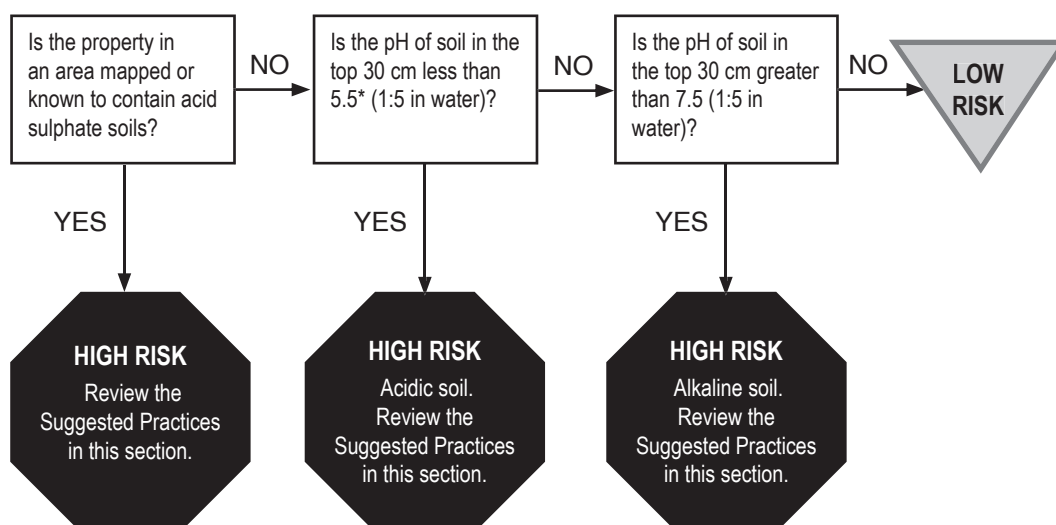 Is the property in
an area mapped or
known to contain acid
sulphate soils?
NO
Is the pH of soil in the
top 30 cm less than
5.5* (1:5 in water)?
NO
Is the pH of soil in
the top 30 cm greater
than 7.5 (1:5 in
water)?
NO
LOW
RISK
YES
YES
YES
HIGH RISK
Review the
Suggested Practices
in this section.
HIGH RISK
Acidic soil.
Review the
Suggested Practices
in this section.
HIGH RISK
Alkaline soil.
Review the
Suggested Practices
in this section.